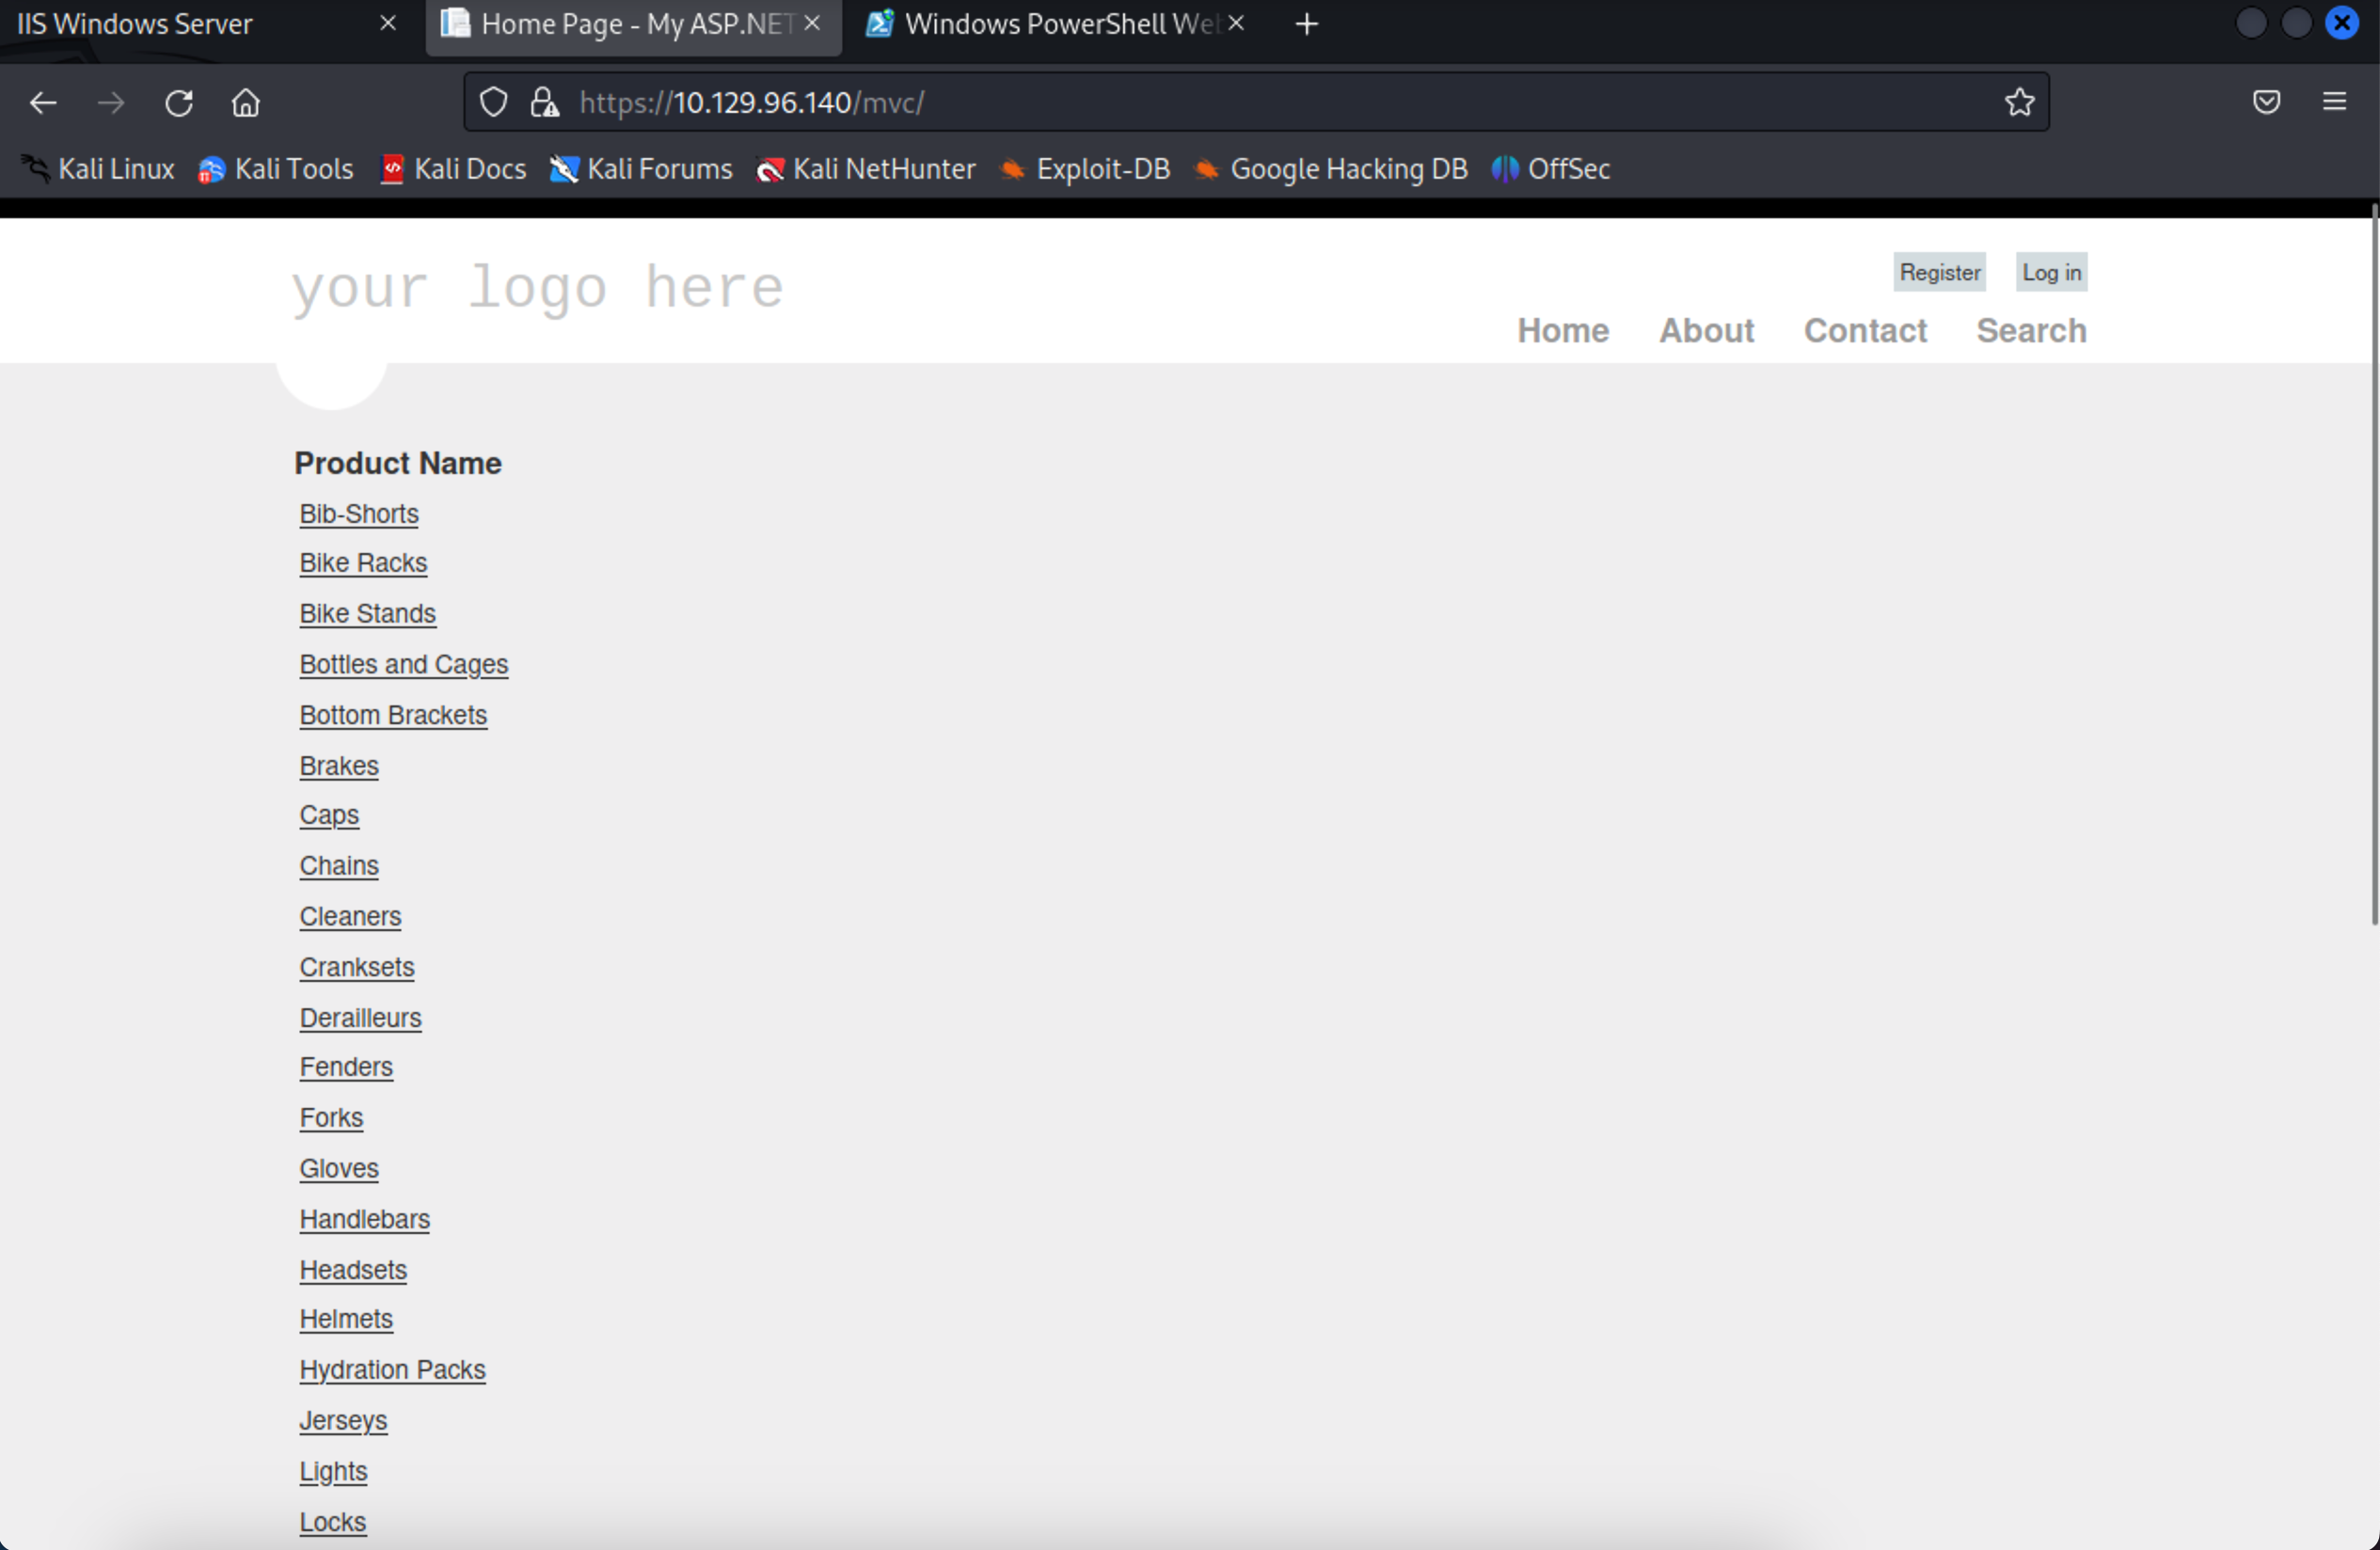 IIS Windows Server
Home Page - My ASP.NET
Windows PowerShell Web
https://10.129.96.140/mvc/
Kali Linux Kali Tools Kali Docs Kali Forums Kali NetHunter Exploit-DB Google Hacking DB OffSec
your logo here
Register Log in
Home About Contact Search
Product Name
Bib-Shorts
Bike Racks
Bike Stands
Bottles and Cages
Bottom Brackets
Brakes
Caps
Chains
Cleaners
Cranksets
Derailleurs
Fenders
Forks
Gloves
Handlebars
Headsets
Helmets
Hydration Packs
Jerseys
Lights
Locks